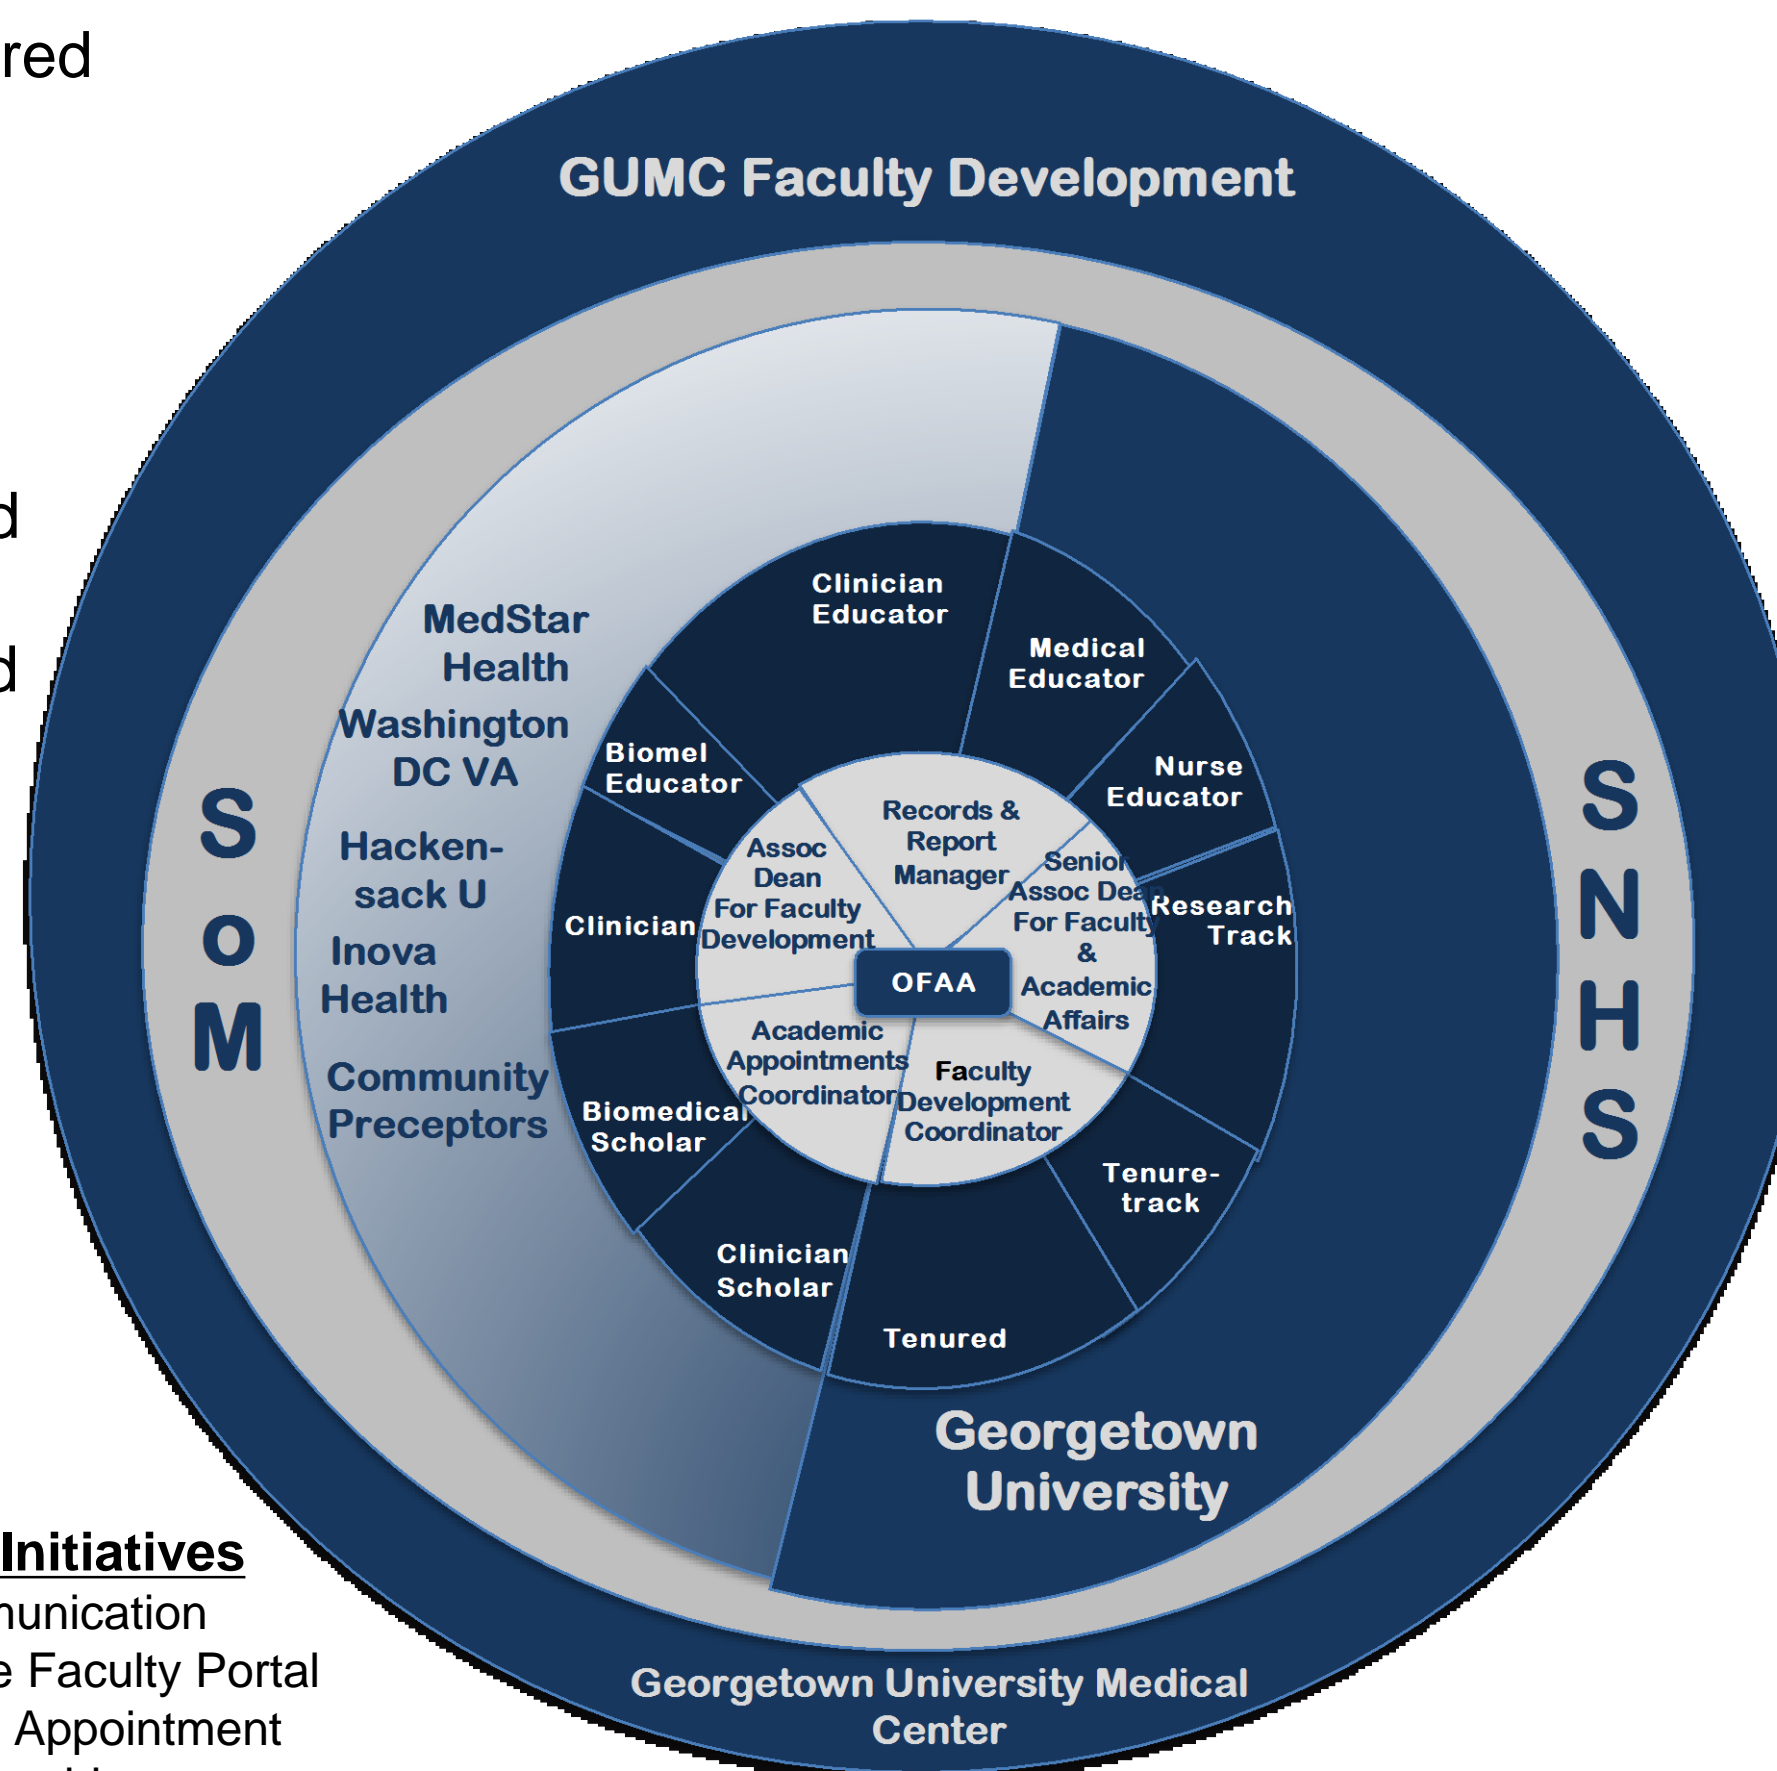 red
d
d
GUMC Faculty Development
SoM
SNHS
MedStar
Health
Washington
DC VA
Hacken-
sack U
Inova
Health
Community
Preceptors
Clinician
Educator
Medical
Educator
Nurse
Educator
Research
Track
Tenure-
track
Tenured
Clinician
Scholar
Biomedical
Scholar
Clinician
Biomel
Educator
Records &
Report
Manager
Senior
Assoc Dean
For Faculty
&
Academic
Affairs
Faculty
Development
Coordinator
Academic
Appointments
Coordinator
Assoc
Dean
For Faculty
Development
OFAA
Georgetown
University
Georgetown University Medical
Center
Initiatives
munication
e Faculty Portal
Appointment